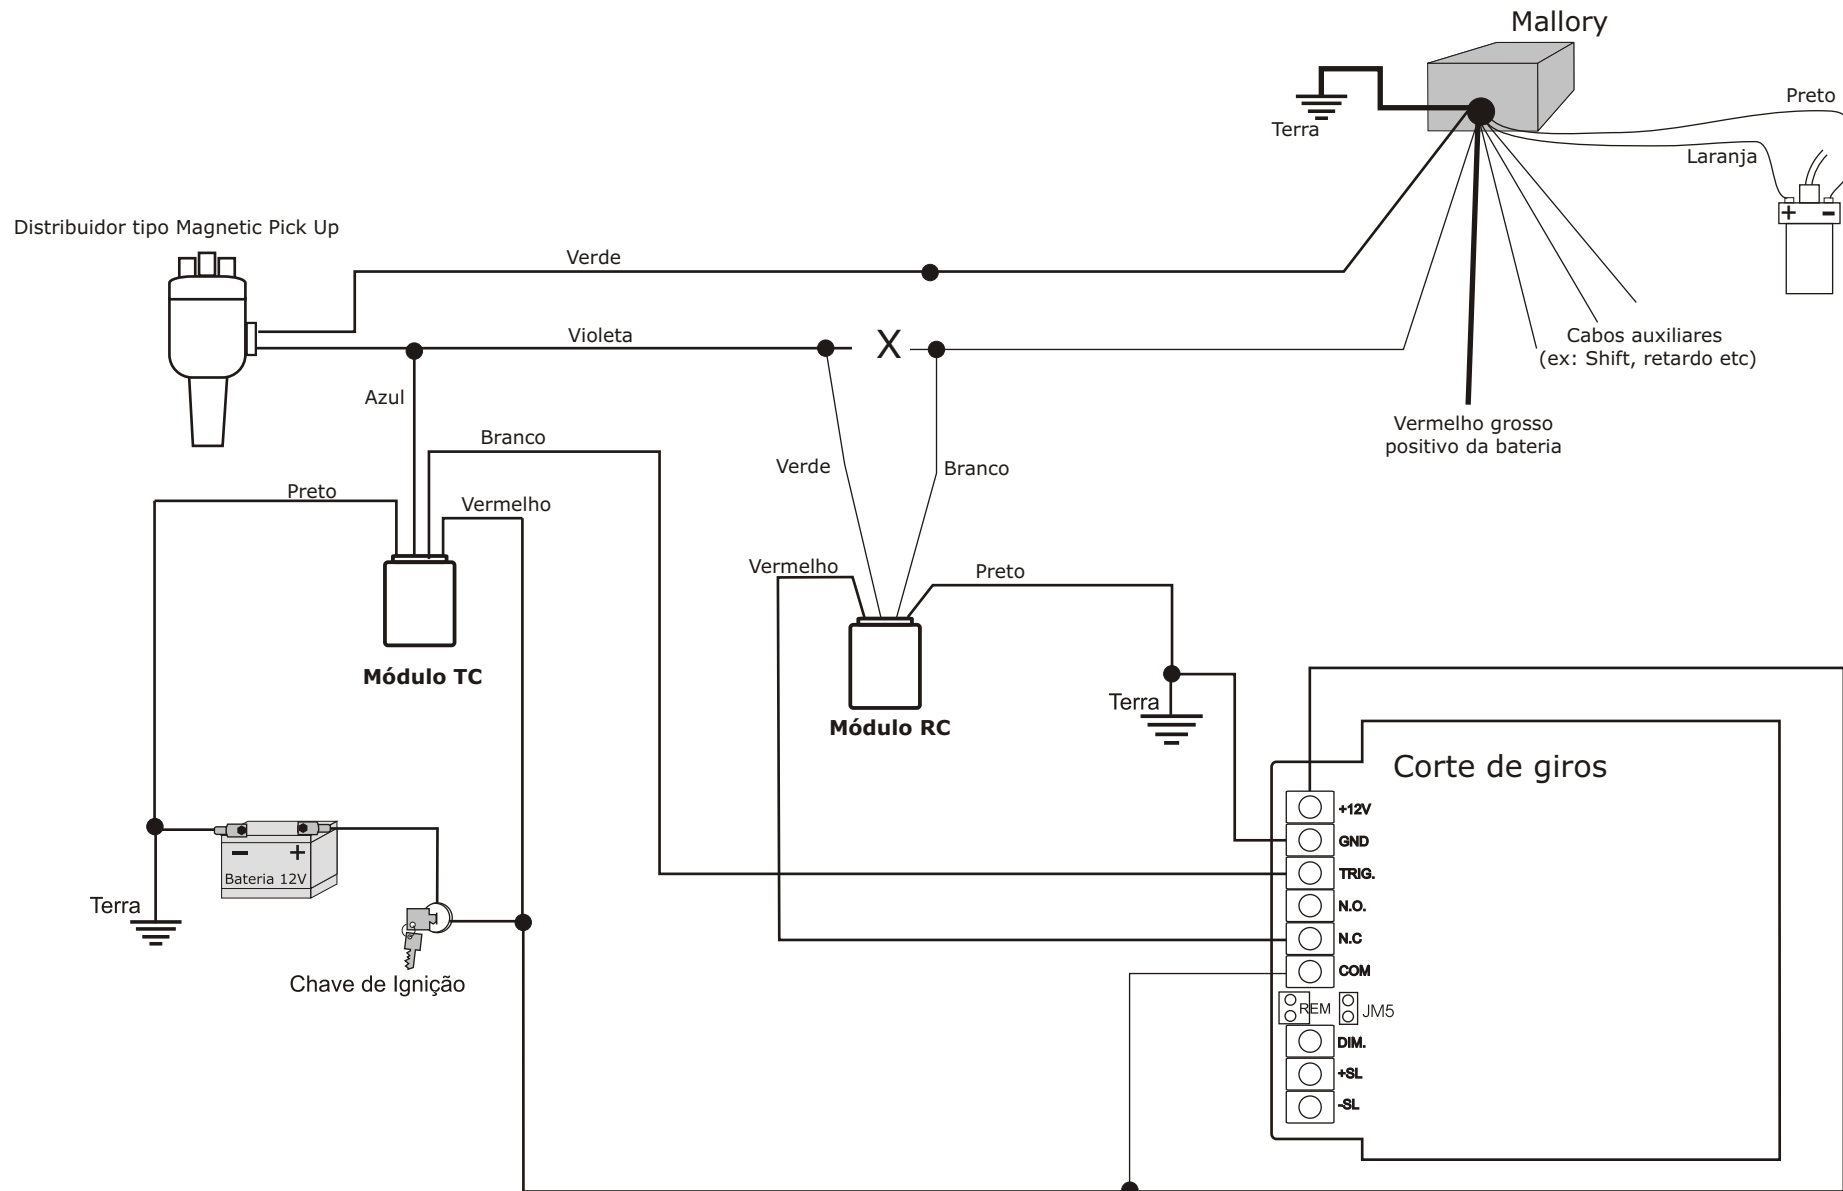 Mallory
Preto
Terra
Laranja
+ -
Distribuidor tipo Magnetic Pick Up
Verde
Violeta
X
Cabos auxiliares
(ex: Shift, retardo etc)
Azul
Vermelho grosso
positivo da bateria
Branco
Verde
Branco
Preto
Vermelho
Vermelho
Preto
Módulo TC
Terra
Módulo RC
Corte de giros
+12V
GND
TRIG.
N.O.
N.C
COM
REM
JM5
DIM.
+SL
-SL
- +
Bateria 12V
Terra
Chave de Ignição